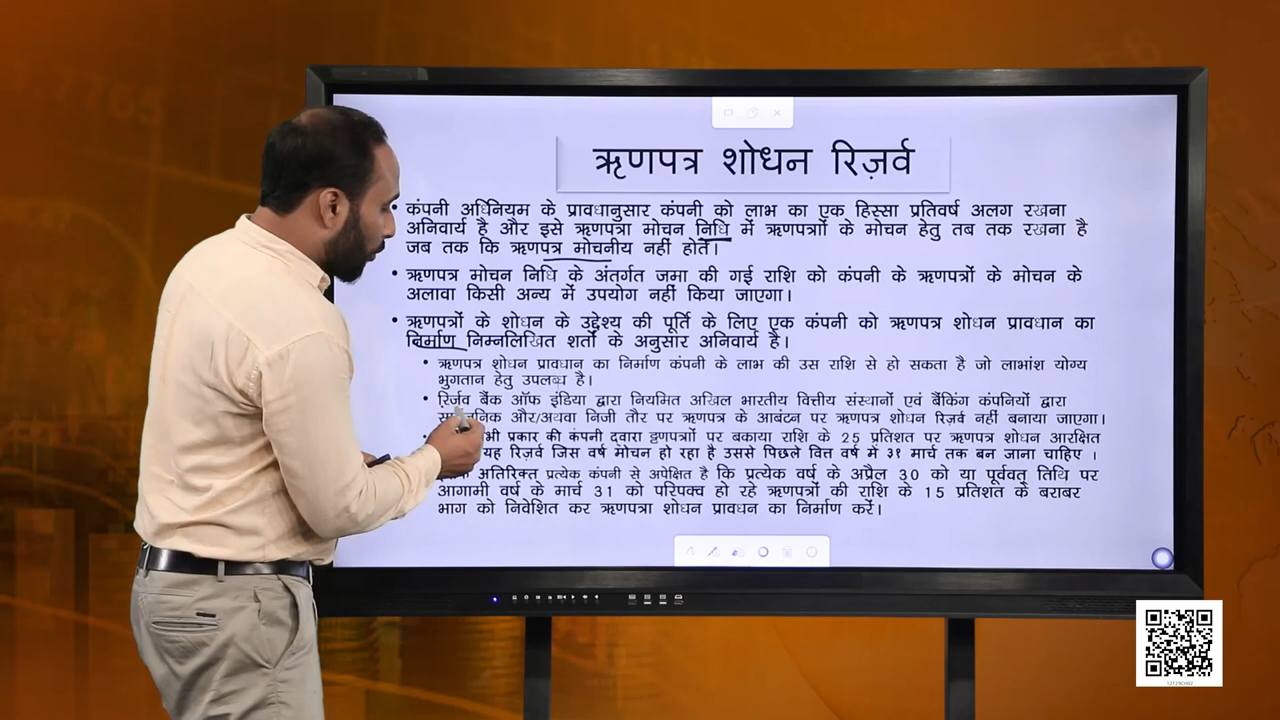 ऋणपत्र शोधन रिज़र्व
• कंपनी अधिनियम के प्रावधानुसार कंपनी को लाभ का एक हिस्सा प्रतिवर्ष अलग रखना
अनिवार्य है और इसे ऋणपत्रा मोचन निधि में ऋणपत्राों के मोचन हेतु तब तक रखना है
जब तक कि ऋणपत्र मोचनीय नहीं होते।
• ऋणपत्र मोचन निधि के अंतर्गत जमा की गई राशि को कंपनी के ऋणपत्रों के मोचन के
अलावा किसी अन्य में उपयोग नहीं किया जाएगा।
• ऋणपत्रों के शोधन के उद्देश्य की पूर्ति के लिए एक कंपनी को ऋणपत्र शोधन प्रावधान का
निर्माण निम्नलिखित शर्तों के अनुसार अनिवार्य है।
• ऋणपत्र शोधन प्रावधान का निर्माण कंपनी के लाभ की उस राशि से हो सकता है जो लाभांश योग्य
भुगतान हेतु उपलब्ध है।
• रिर्जव बैंक ऑफ इंडिया द्वारा नियमित अखिल भारतीय वित्तीय संस्थानों एवं बैंकिंग कंपनियों द्वारा
और/अथवा निजी तौर पर ऋणपत्र के आबंटन पर ऋणपत्र शोधन रिज़र्व नहीं बनाया जाएगा।
प्रकार की कंपनी दवारा द्वणपत्राों पर बकाया राशि के 25 प्रतिशत पर ऋणपत्र शोधन आरक्षित
यह रिज़र्व जिस वर्ष मोचन हो रहा है उससे पिछले वित्त वर्ष में ३१ मार्च तक बन जाना चाहिए ।
अतिरिक्त प्रत्येक कंपनी से अपेक्षित है कि प्रत्येक वर्ष के अप्रैल 30 को या पूर्ववत् तिथि पर
आगामी वर्ष के मार्च 31 को परिपक्व हो रहे ऋणपत्रों की राशि के 15 प्रतिशत के बराबर
भाग को निवेशित कर ऋणपत्रा शोधन प्रावधन का निर्माण करें।
12129CH02